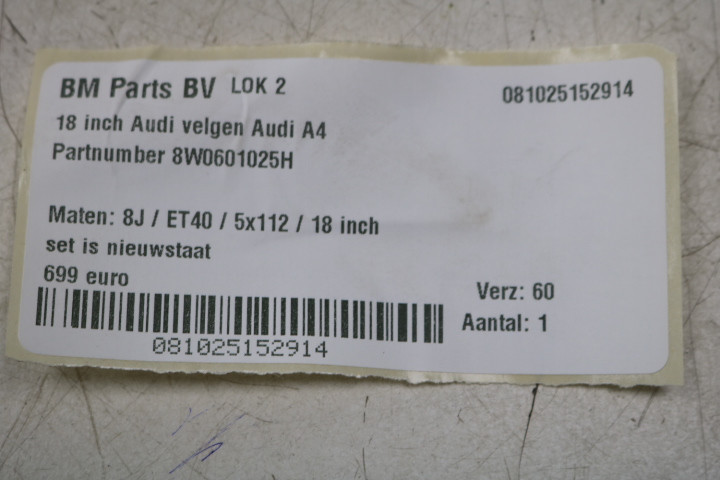 BM Parts BV LOK 2 081025152914
18 inch Audi velgen Audi A4
Partnumber 8W0601025H
Maten: 8J / ET40 / 5x112 / 18 inch
set is nieuwstaat
699 euro
Verz: 60
Aantal: 1
081025152914